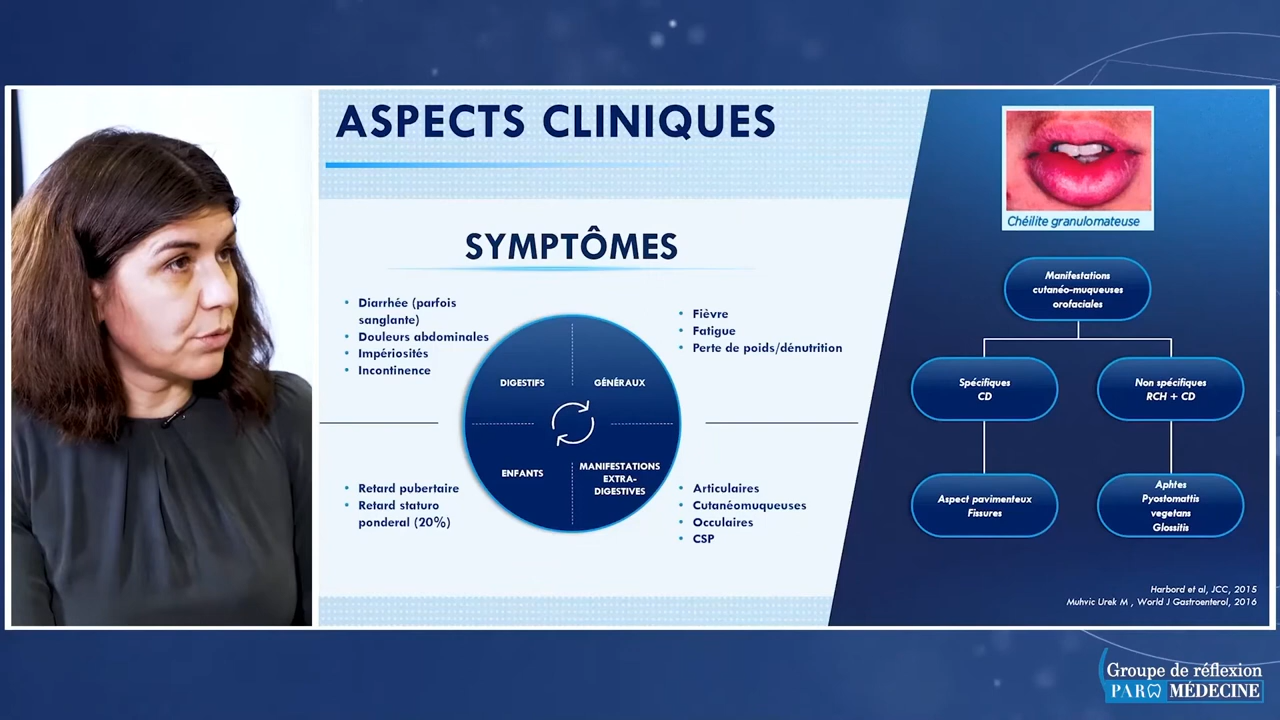 ASPECTS CLINIQUES
SYMPTÔMES
• Diarrhée (parfois
sanglante)
• Douleurs abdominales
• Impériosités
• Incontinence
• Fièvre
• Fatigue
• Perte de poids/dénutrition
DIGESTIFS
GÉNÉRAUX
ENFANTS
MANIFESTATIONS
EXTRA-
DIGESTIVES
• Retard pubertaire
• Retard staturo
ponderal (20%)
• Articulaires
• Cutanéomuqueuses
• Occulaires
• CSP
Chéilite granulomateuse
Manifestations
cutanéo-muqueuses
orofaciales
Spécifiques
CD
Non spécifiques
RCH + CD
Aspect pavimenteux
Fissures
Aphtes
Pyostomattis
vegetans
Glossitis
Harbord et al, JCC, 2015
Muhvic Urek M , World J Gastroenterol, 2016
Groupe de réflexion
PARO MÉDECINE